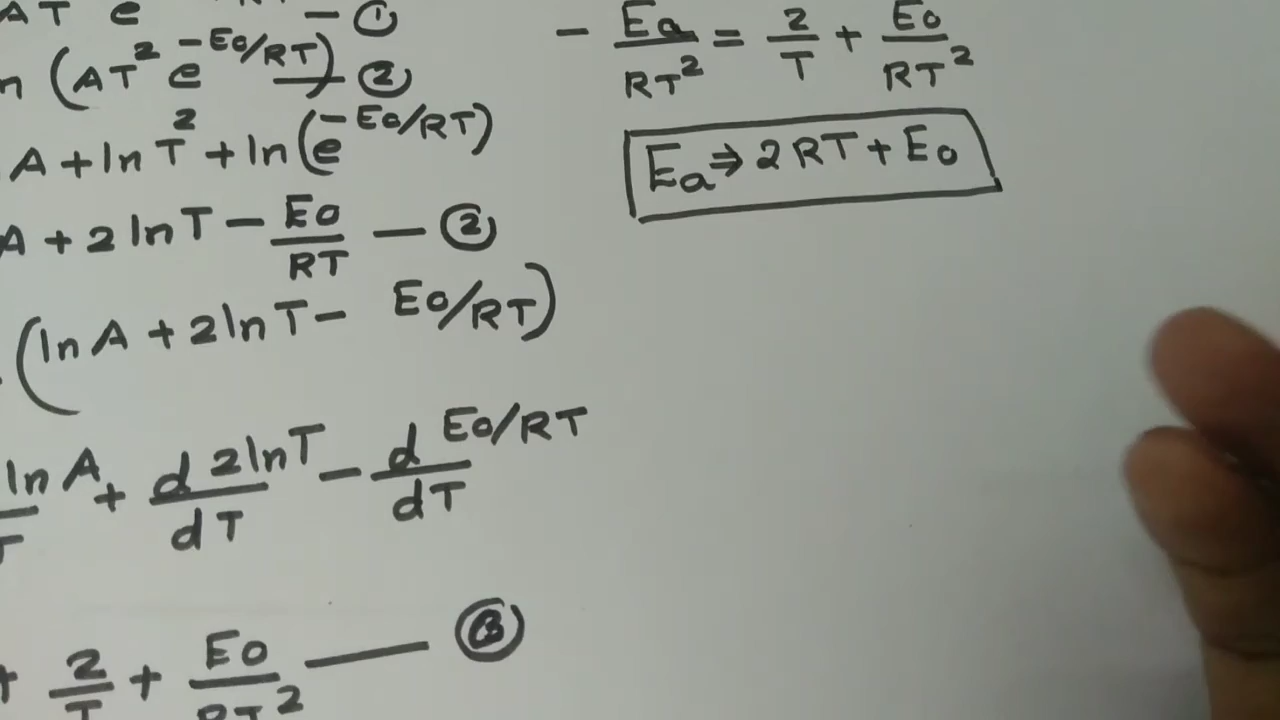 AT e — ①
n (AT² e^-E0/RT) — ②
A + ln T² + ln (e^-E0/RT)
A + 2 ln T - E0/RT — ②
(ln A + 2 ln T - E0/RT)
ln A + d 2lnT/dT - d E0/RT/dT
+ 2/T + E0/RT² — ③
- Ea/RT² = 2/T + E0/RT²
Ea ⇒ 2RT + E0